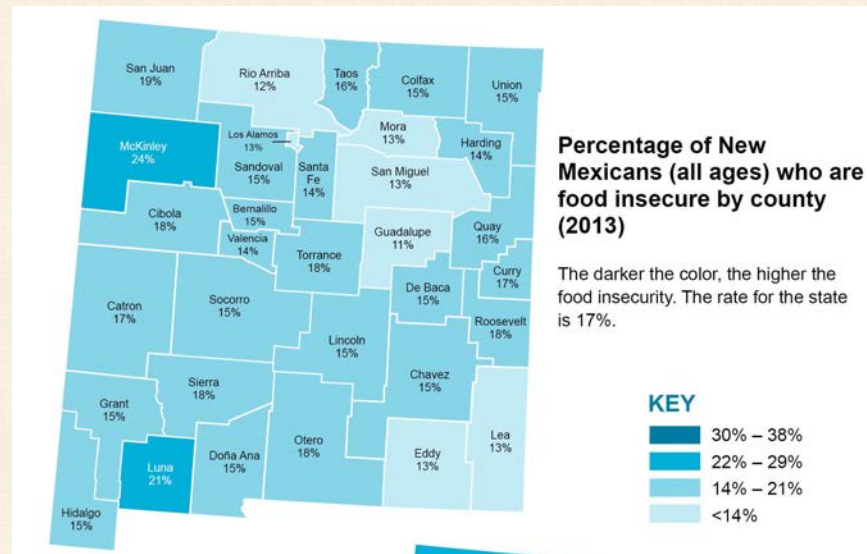 San Juan
19%
Rio Arriba
12%
Taos
16%
Colfax
15%
Union
15%
McKinley
24%
Los Alamos
13%
Sandoval
15%
Santa
Fe
14%
Mora
13%
Harding
14%
San Miguel
13%
Cibola
18%
Bernalillo
15%
Valencia
14%
Torrance
18%
Guadalupe
11%
Quay
16%
Curry
17%
De Baca
15%
Roosevelt
18%
Catron
17%
Socorro
15%
Lincoln
15%
Chavez
15%
Sierra
18%
Grant
15%
Luna
21%
Doña Ana
15%
Otero
18%
Eddy
13%
Lea
13%
Hidalgo
15%
Percentage of New
Mexicans (all ages) who are
food insecure by county
(2013)
The darker the color, the higher the
food insecurity. The rate for the state
is 17%.
KEY
30% – 38%
22% – 29%
14% – 21%
<14%